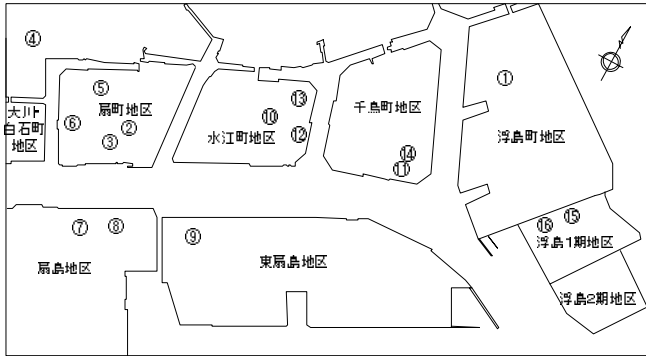 ④
①
⑤
扇町地区
⑥
②
③
大川
白石町
地区
⑬
⑩
⑫
水江町地区
千鳥町地区
⑭
⑪
浮島町地区
⑦
⑧
扇島地区
⑨
東扇島地区
⑯
⑮
浮島1期地区
浮島2期地区